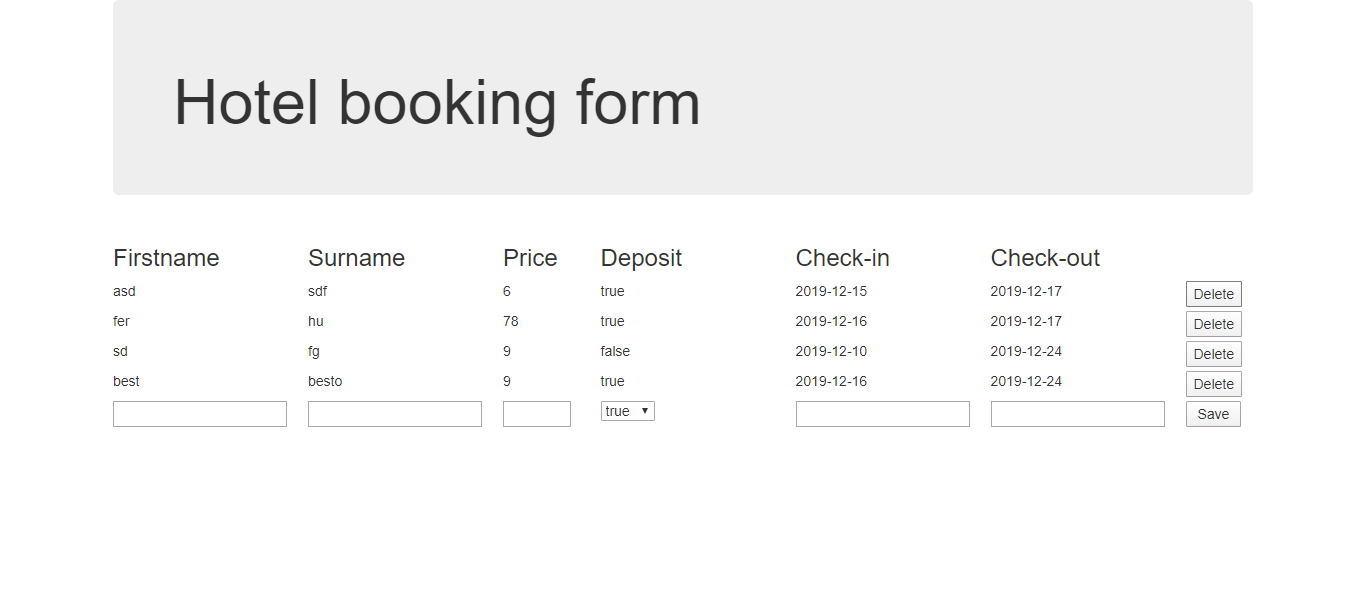 Hotel booking form
Firstname Surname Price Deposit Check-in Check-out
asd sdf 6 true 2019-12-15 2019-12-17 Delete
fer hu 78 true 2019-12-16 2019-12-17 Delete
sd fg 9 false 2019-12-10 2019-12-24 Delete
best besto 9 true 2019-12-16 2019-12-24 Delete
true Save